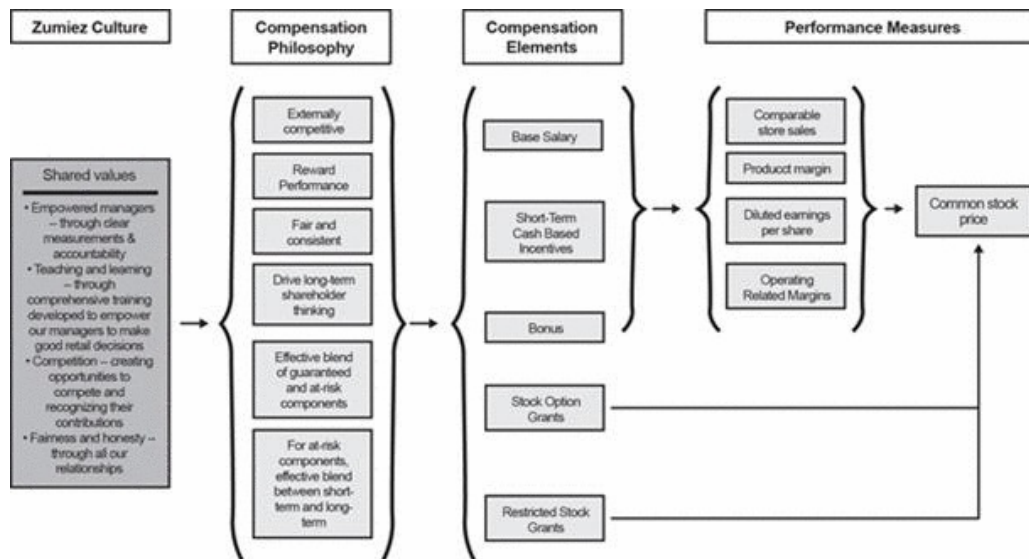 Zumiez Culture
Compensation
Philosophy
Compensation
Elements
Performance Measures
Shared values
• Empowered managers
– through clear
measurements &
accountability
• Teaching and learning
– through
comprehensive training
developed to empower
our managers to make
good retail decisions
• Competition – creating
opportunities to
compete and
recognizing their
contributions
• Fairness and honesty –
through all our
relationships
Externally
competitive
Reward
Performance
Fair and
consistent
Drive long-term
shareholder
thinking
Effective blend
of guaranteed
and at-risk
components
For at-risk
components,
effective blend
between short-
term and long-
term
Base Salary
Short-Term
Cash Based
Incentives
Bonus
Stock Option
Grants
Restricted Stock
Grants
Comparable
store sales
Producct margin
Diluted earnings
per share
Operating
Related Margins
Common stock
price